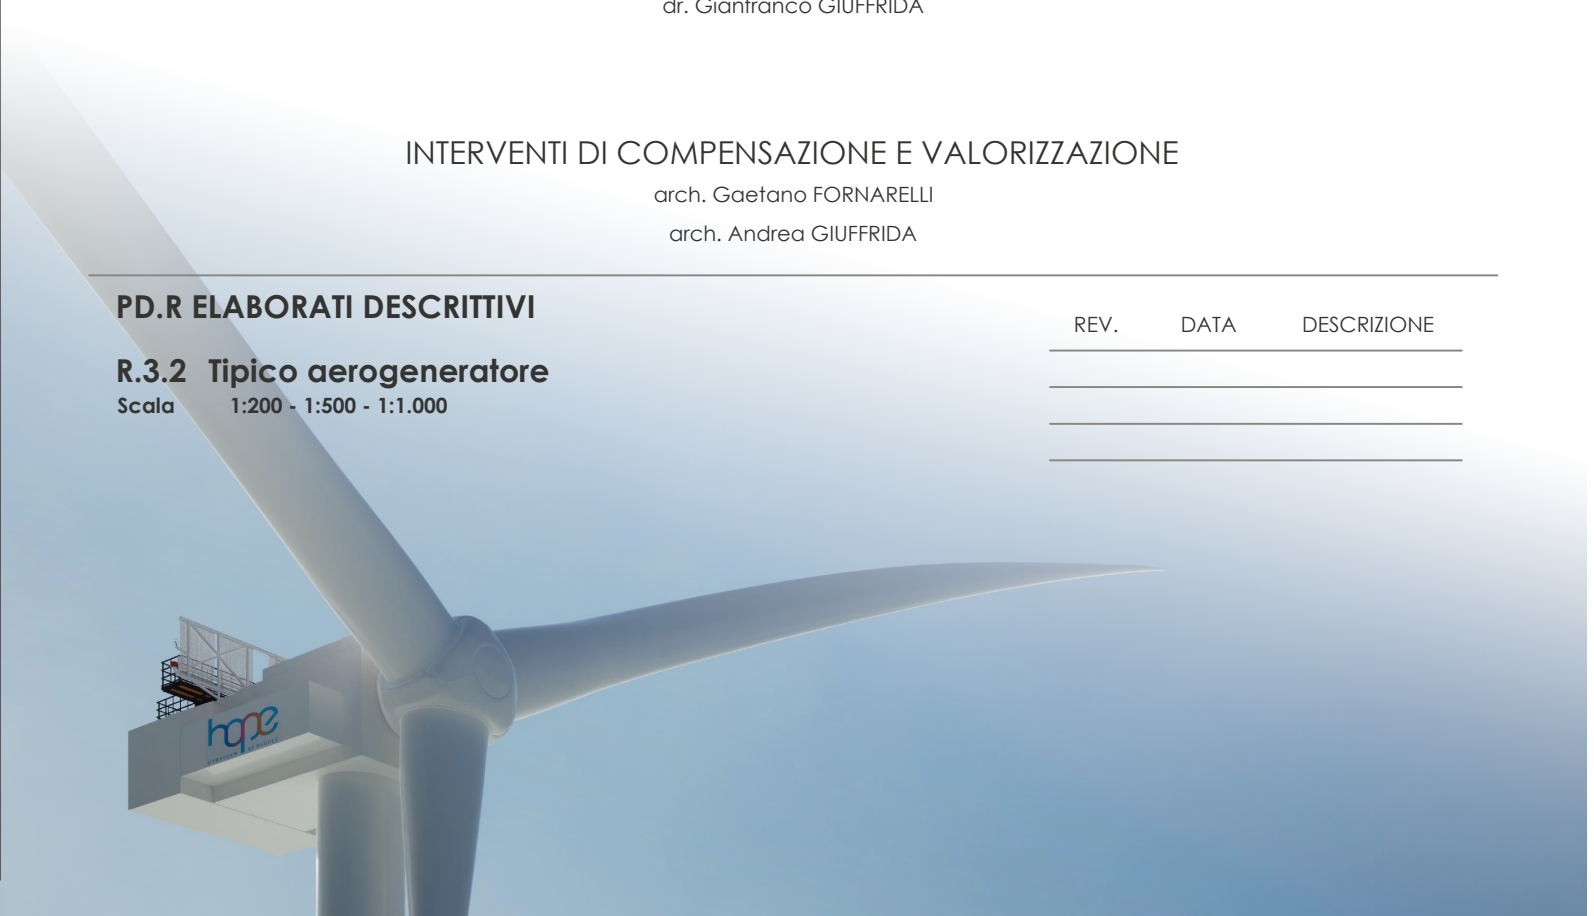 dr. Gianfranco GIUFFRIDA
INTERVENTI DI COMPENSAZIONE E VALORIZZAZIONE
arch. Gaetano FORNARELLI
arch. Andrea GIUFFRIDA
PD.R ELABORATI DESCRITTIVI
REV. DATA DESCRIZIONE
R.3.2 Tipico aerogeneratore
Scala 1:200 - 1:500 - 1:1.000
hope